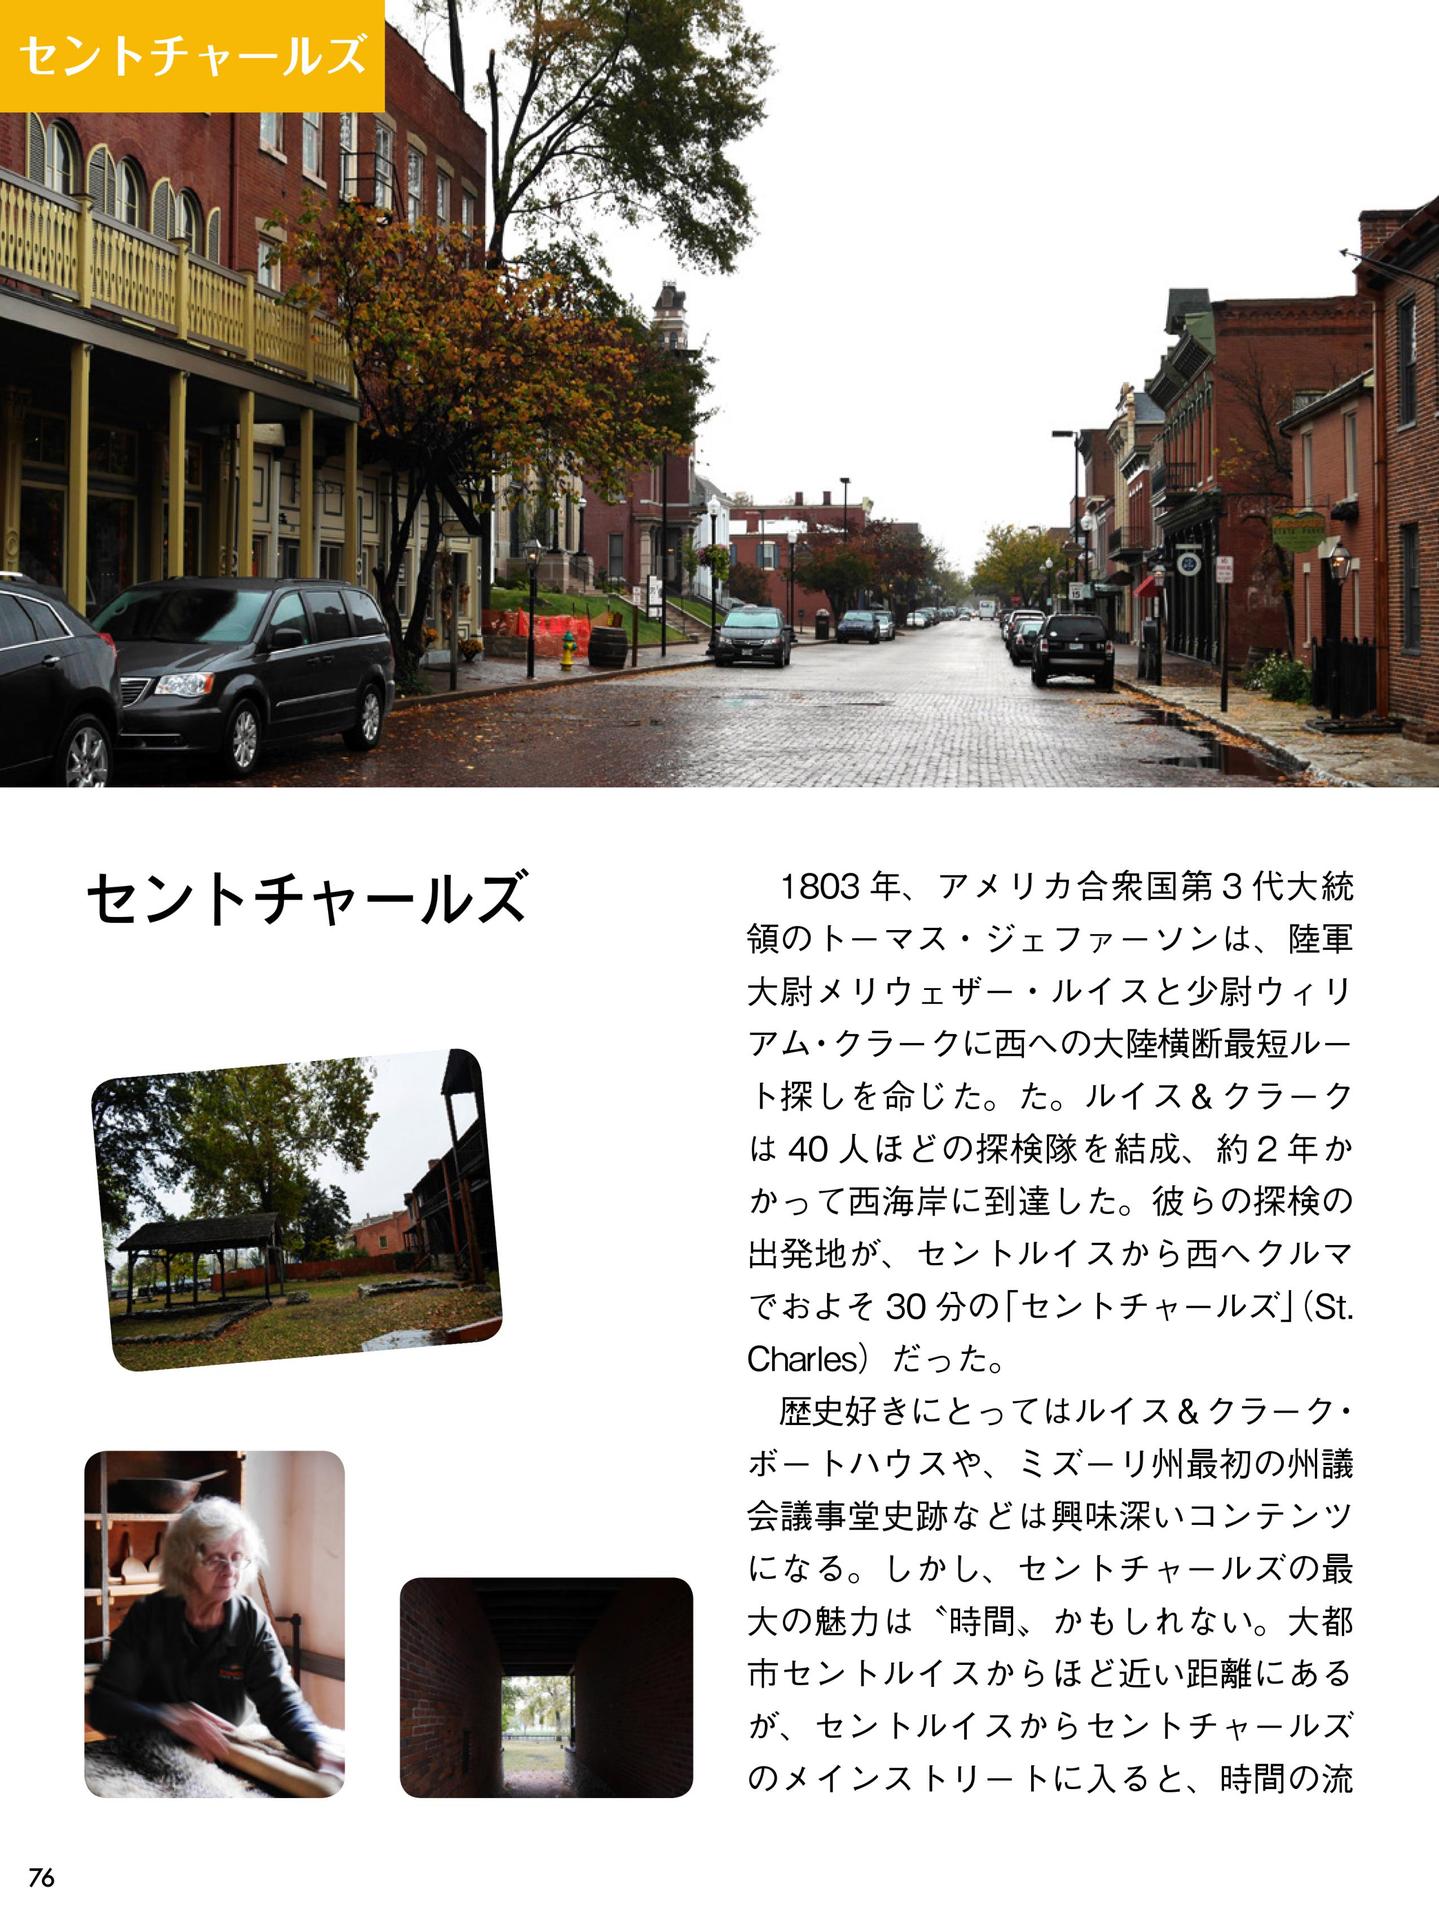 セントチャールズ
セントチャールズ
1803 年、アメリカ合衆国第 3 代大統
領のトーマス・ジェファーソンは、陸軍
大尉メリウェザー・ルイスと少尉ウィリ
アム・クラークに西への大陸横断最短ルー
ト探しを命じた。た。ルイス＆クラーク
は 40 人ほどの探検隊を結成、約 2 年か
かって西海岸に到達した。彼らの探検の
出発地が、セントルイスから西へクルマ
でおよそ 30 分の「セントチャールズ」（St.
Charles）だった。
歴史好きにとってはルイス＆クラーク・
ボートハウスや、ミズーリ州最初の州議
会議事堂史跡などは興味深いコンテンツ
になる。しかし、セントチャールズの最
大の魅力は〝時間〟かもしれない。大都
市セントルイスからほど近い距離にある
が、セントルイスからセントチャールズ
のメインストリートに入ると、時間の流
76